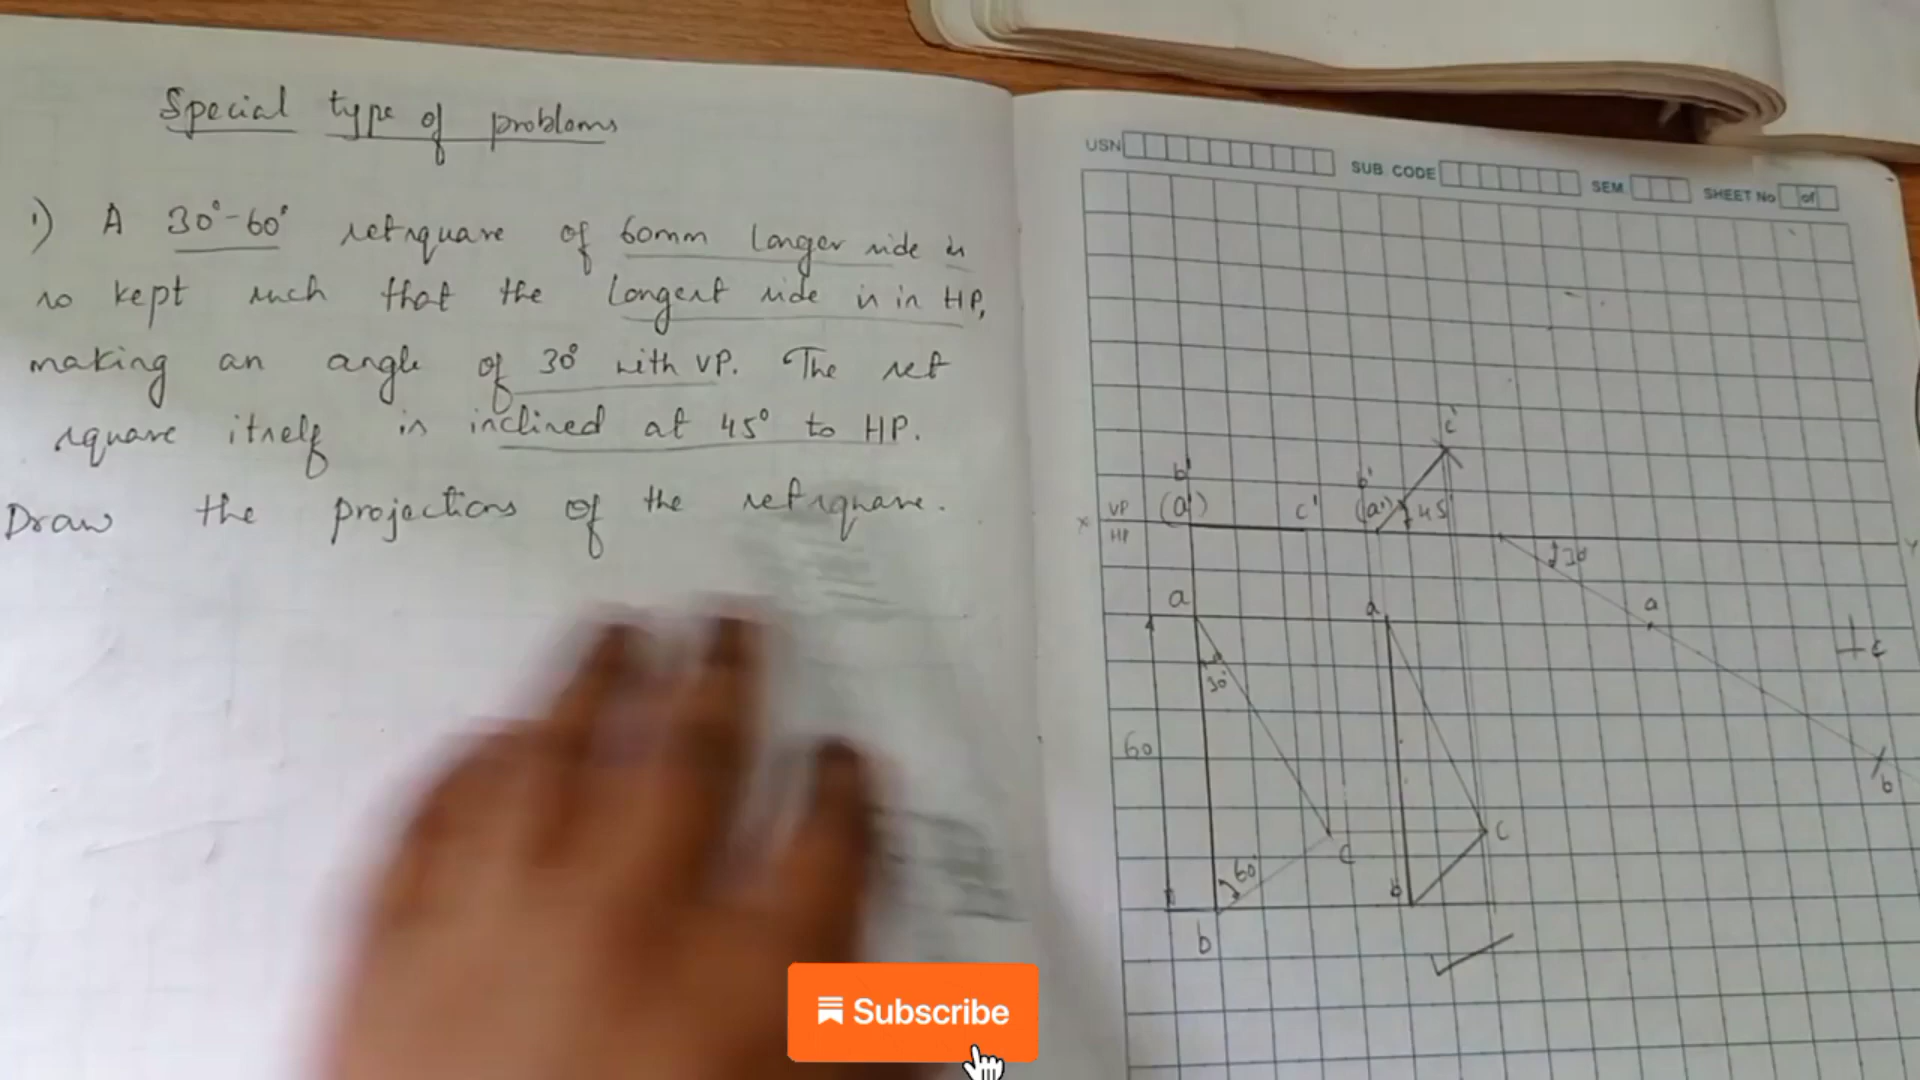 Special type of problems
1) A 30°-60° setsquare of 60mm longer side is
so kept such that the longest side is in HP,
making an angle of 30° with VP. The set
square itself is inclined at 45° to HP.
Draw the projections of the setsquare.
USN SUB. CODE SEM. SHEET No of
c'
b' b'
X VP (a') c' (a') 45 Y
HP 30
a a a
c
30°
60
b
c c
60° b
b
Subscribe